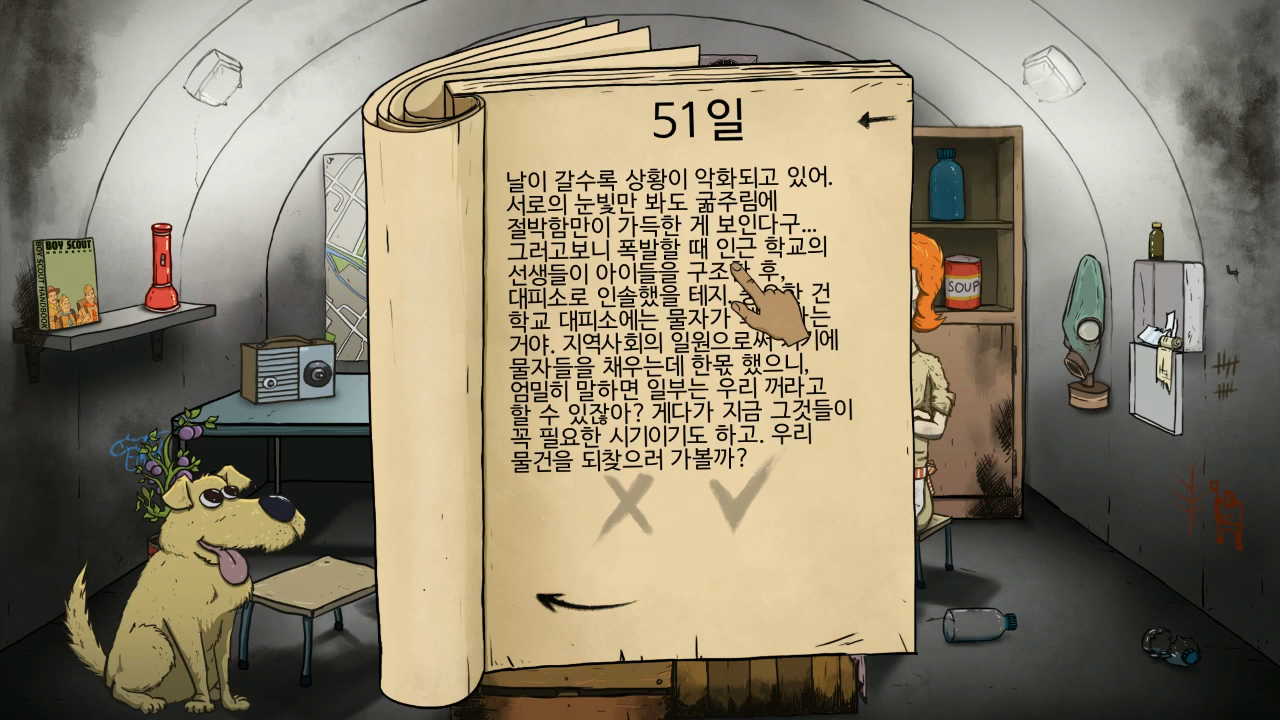 51일
날이 갈수록 상황이 악화되고 있어.
서로의 눈빛만 봐도 굶주림에
절박함만이 가득한 게 보인다구...
그러고보니 폭발할 때 인근 학교의
선생들이 아이들을 후,
대피소로 인솔했을 테지. 건
학교 대피소에는 물자가
거야. 지역사회의 일원으로써
물자들을 채우는데 한몫 했으니,
엄밀히 말하면 일부는 우리 꺼라고
할 수 있잖아? 게다가 지금 그것들이
꼭 필요한 시기이기도 하고. 우리
물건을 되찾으러 가볼까?
BOY SCOUT
BOY SCOUT HANDBOOK
SOUP